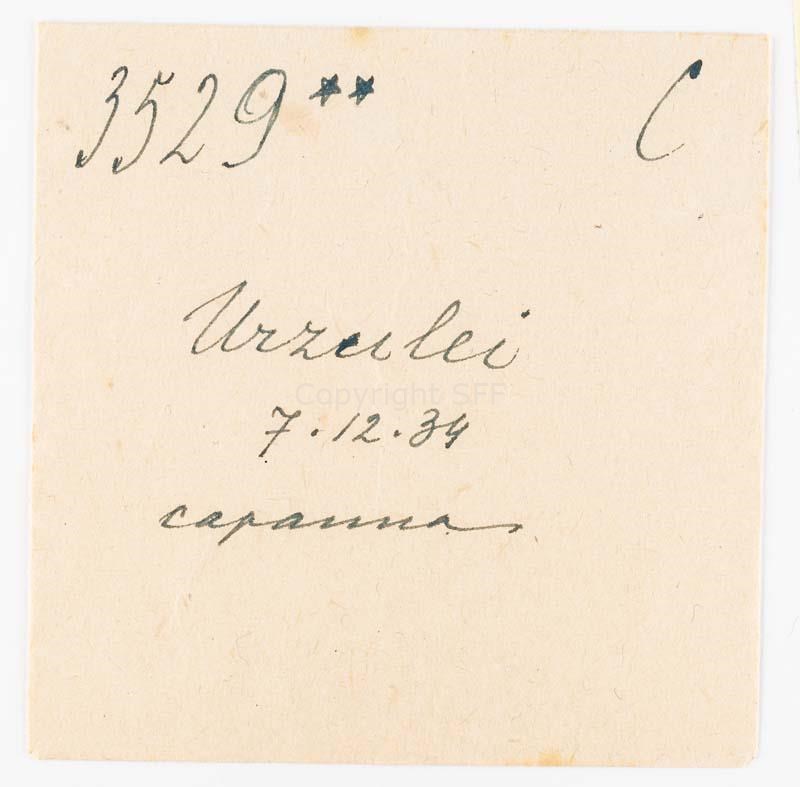 3529** C
Urzulei
Copyright SFF
7.12.34
capanna